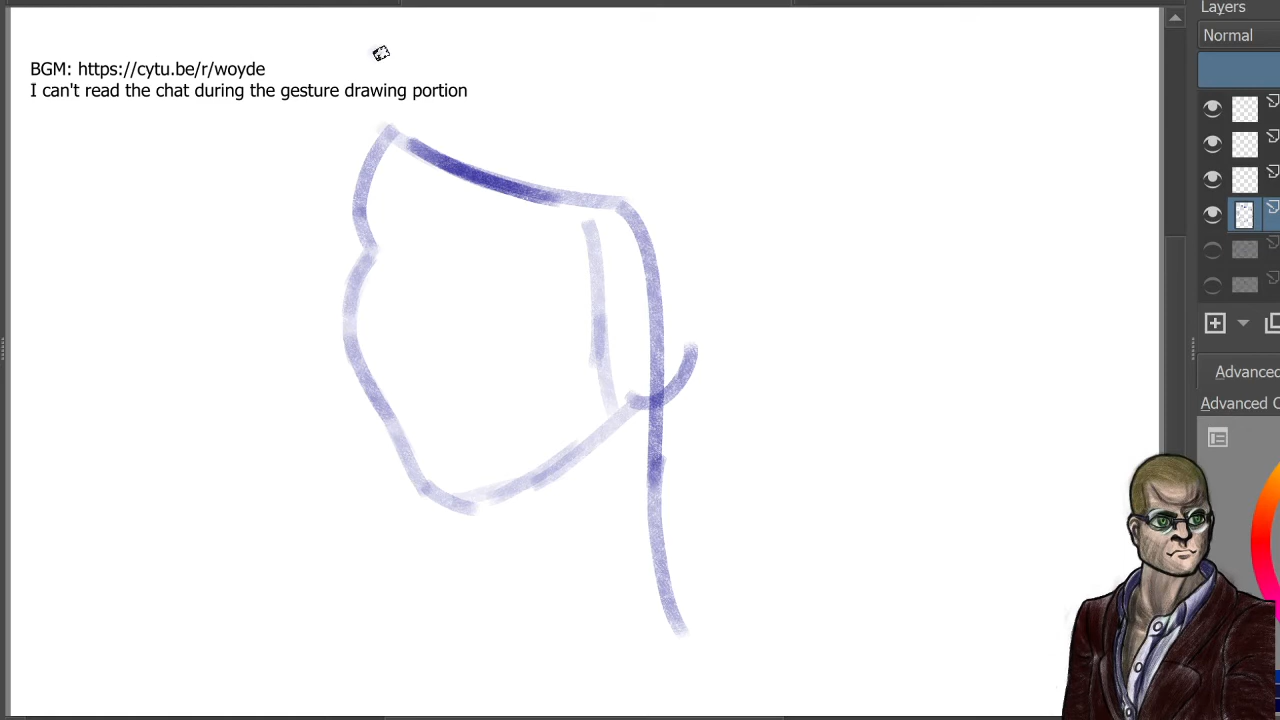 BGM: https://cytu.be/r/woyde
I can't read the chat during the gesture drawing portion
Layers
Normal
Advanced
Advanced